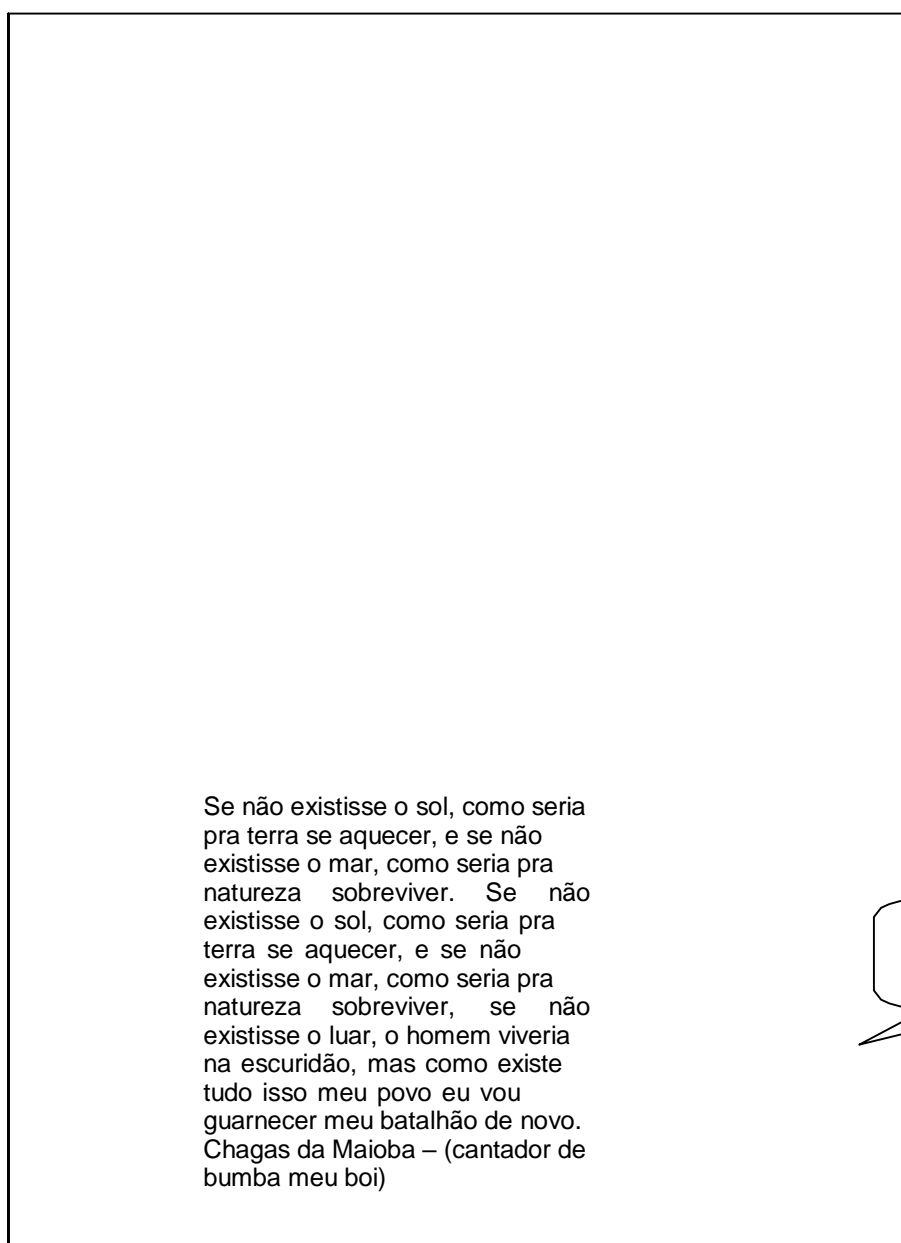 Se não existisse o sol, como seria
pra terra se aquecer, e se não
existisse o mar, como seria pra
natureza sobreviver. Se não
existisse o sol, como seria pra
terra se aquecer, e se não
existisse o mar, como seria pra
natureza sobreviver, se não
existisse o luar, o homem viveria
na escuridão, mas como existe
tudo isso meu povo eu vou
guarnecer meu batalhão de novo.
Chagas da Maioba – (cantador de
bumba meu boi)